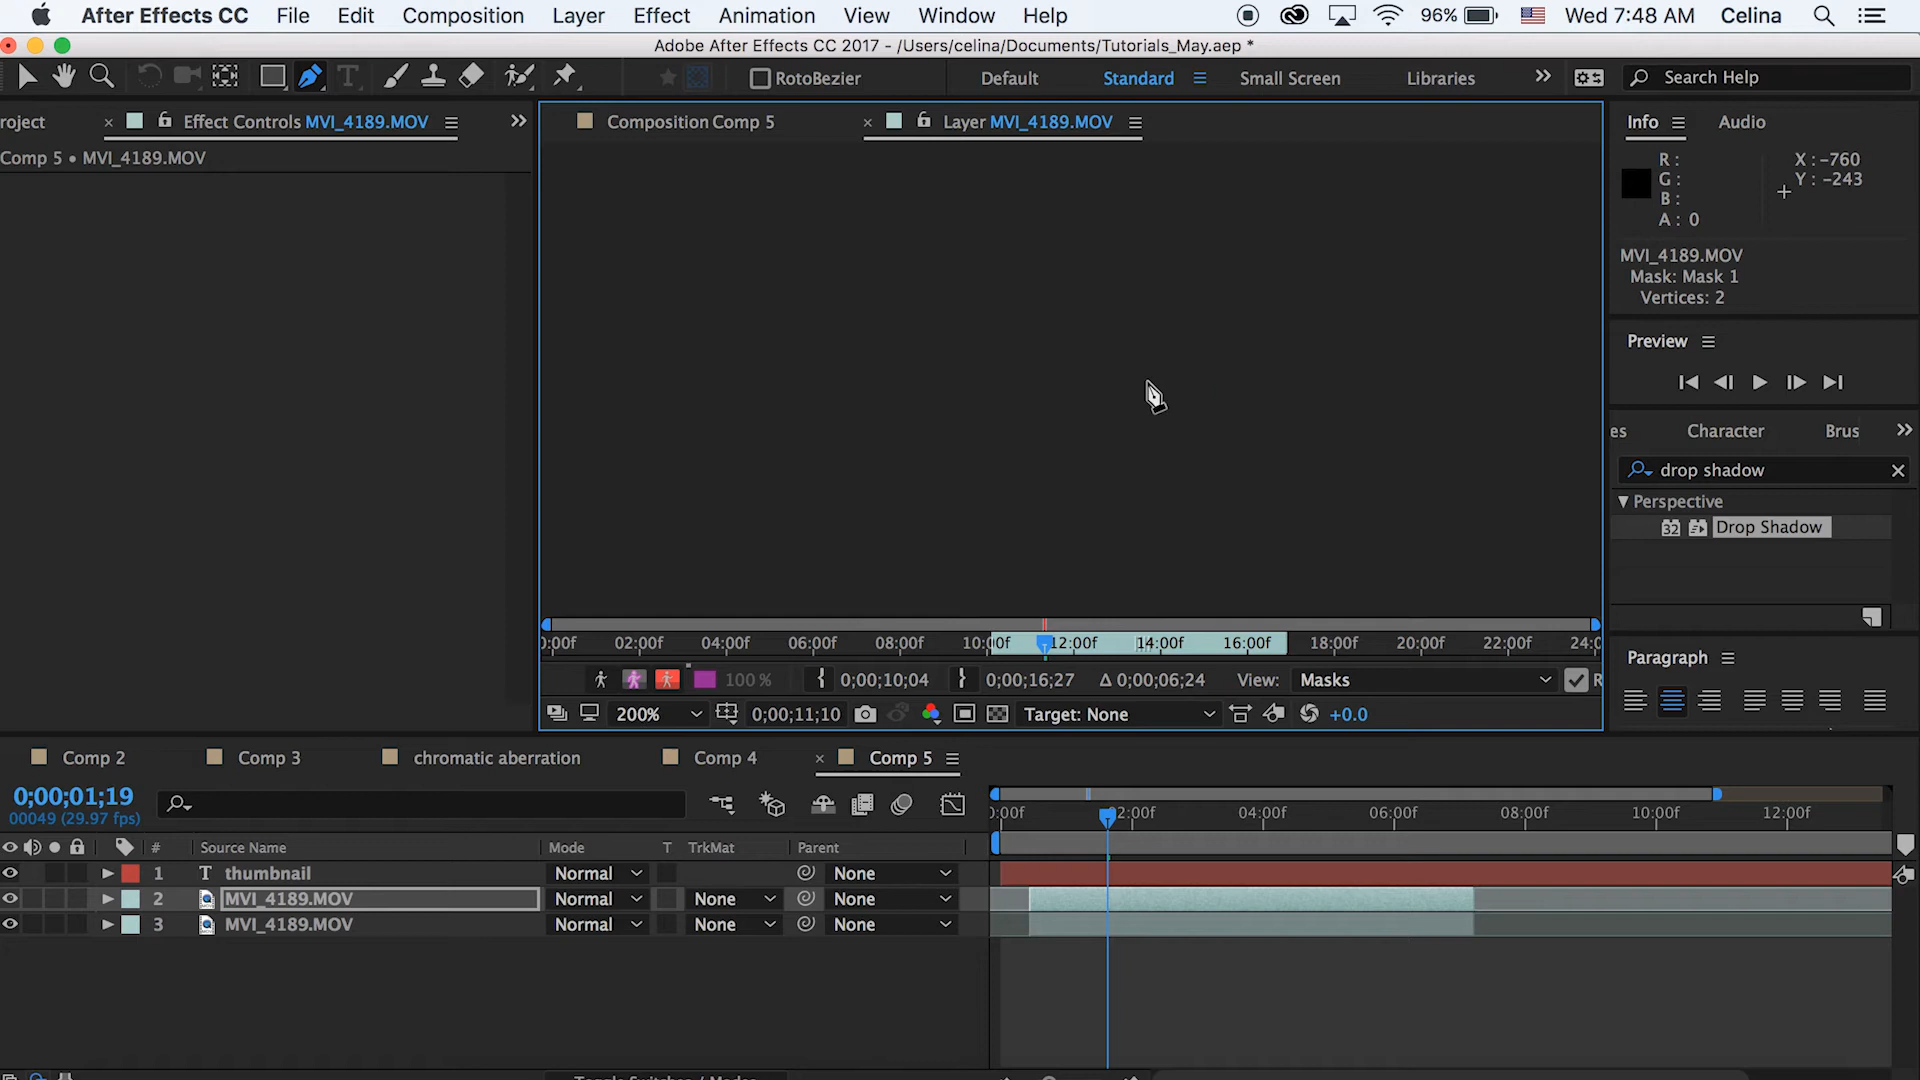 After Effects CC File Edit Composition Layer Effect Animation View Window Help 96% Wed 7:48 AM Celina
Adobe After Effects CC 2017 - /Users/celina/Documents/Tutorials_May.aep *
RotoBezier Default Standard Small Screen Libraries Search Help
roject × Effect Controls MVI_4189.MOV
Comp 5 • MVI_4189.MOV
Composition Comp 5 × Layer MVI_4189.MOV
Info Audio
R : X : -760
G : Y : -243
B :
A : 0
MVI_4189.MOV
Mask: Mask 1
Vertices: 2
Preview
es Character Brus
drop shadow
Perspective
32 Drop Shadow
Paragraph
):00f 02:00f 04:00f 06:00f 08:00f 10:00f 12:00f 14:00f 16:00f 18:00f 20:00f 22:00f 24:0
100 % 0;00;10;04 0;00;16;27 Δ 0;00;06;24 View: Masks R
200% 0;00;11;10 Target: None +0.0
Comp 2 Comp 3 chromatic aberration Comp 4 × Comp 5
0;00;01;19
00049 (29.97 fps)
):00f 02:00f 04:00f 06:00f 08:00f 10:00f 12:00f
# Source Name Mode T TrkMat Parent
1 T thumbnail Normal None
2 MVI_4189.MOV Normal None None
3 MVI_4189.MOV Normal None None
Toggle Switches / Modes